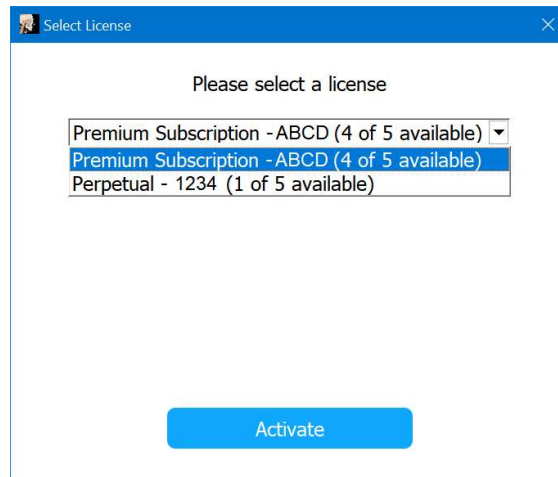 Select License
Please select a license
Premium Subscription - ABCD (4 of 5 available)
Premium Subscription - ABCD (4 of 5 available)
Perpetual - 1234 (1 of 5 available)
Activate